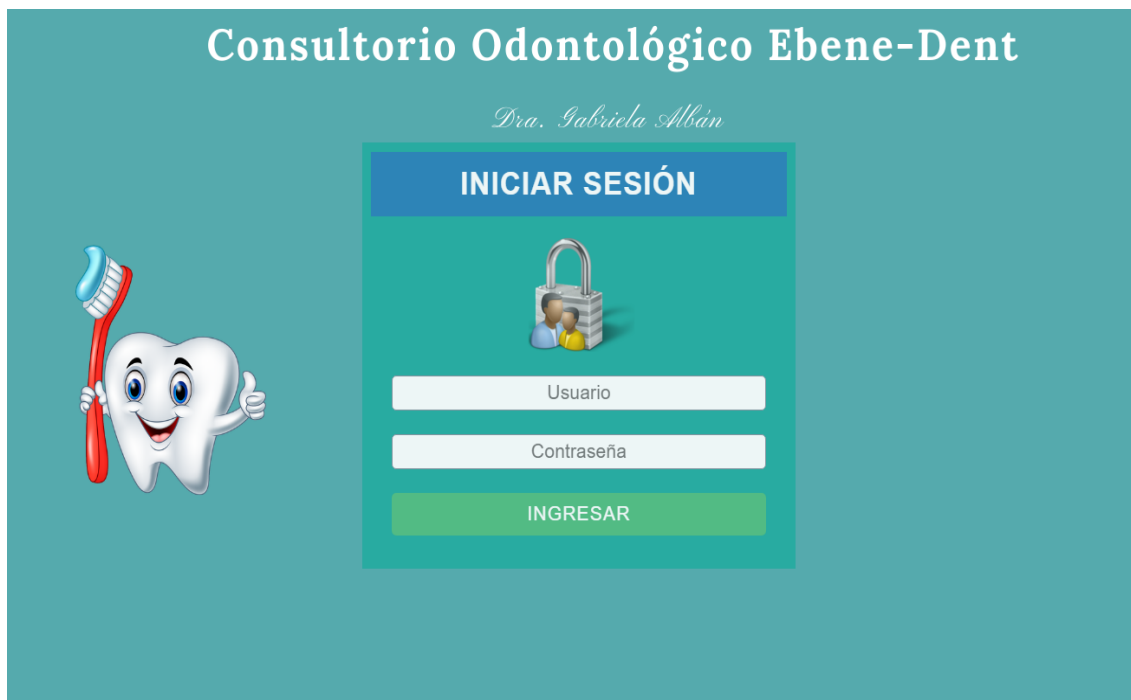 Consultorio Odontológico Ebene-Dent
Dra. Gabriela Albán
INICIAR SESIÓN
Usuario
Contraseña
INGRESAR